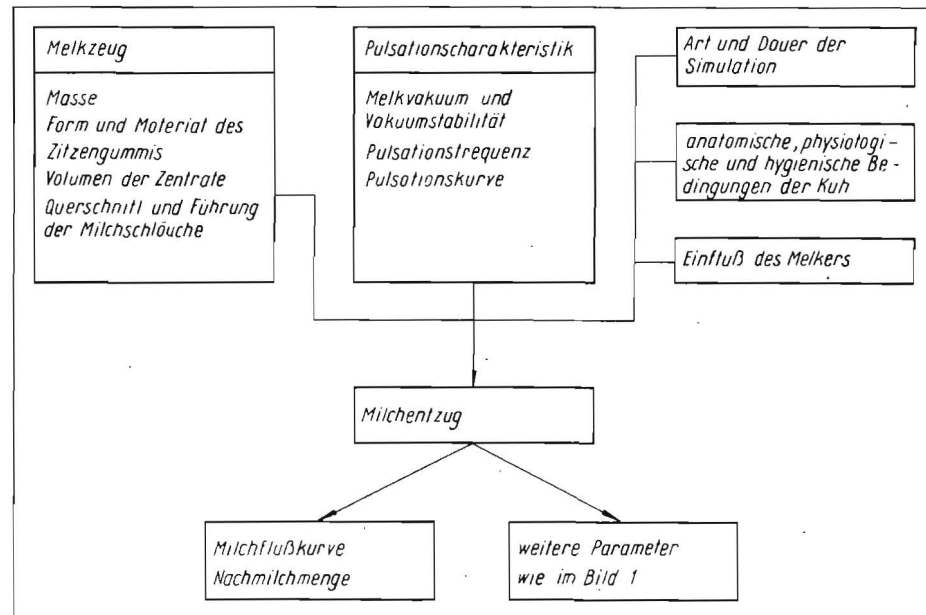 Melkzeug
Masse
Form und Material des
Zitzengummis
Volumen der Zentrale
Querschnitt und Führung
der Milchschläuche
Pulsationscharakteristik
Melkvakuum und
Vakuumstabilität
Pulsationsfrequenz
Pulsationskurve
Art und Dauer der
Simulation
anatomische, physiologi-
sche und hygienische Be-
dingungen der Kuh
Einfluß des Melkers
Milchentzug
Milchflußkurve
Nachmilchmenge
weitere Parameter
wie im Bild 1